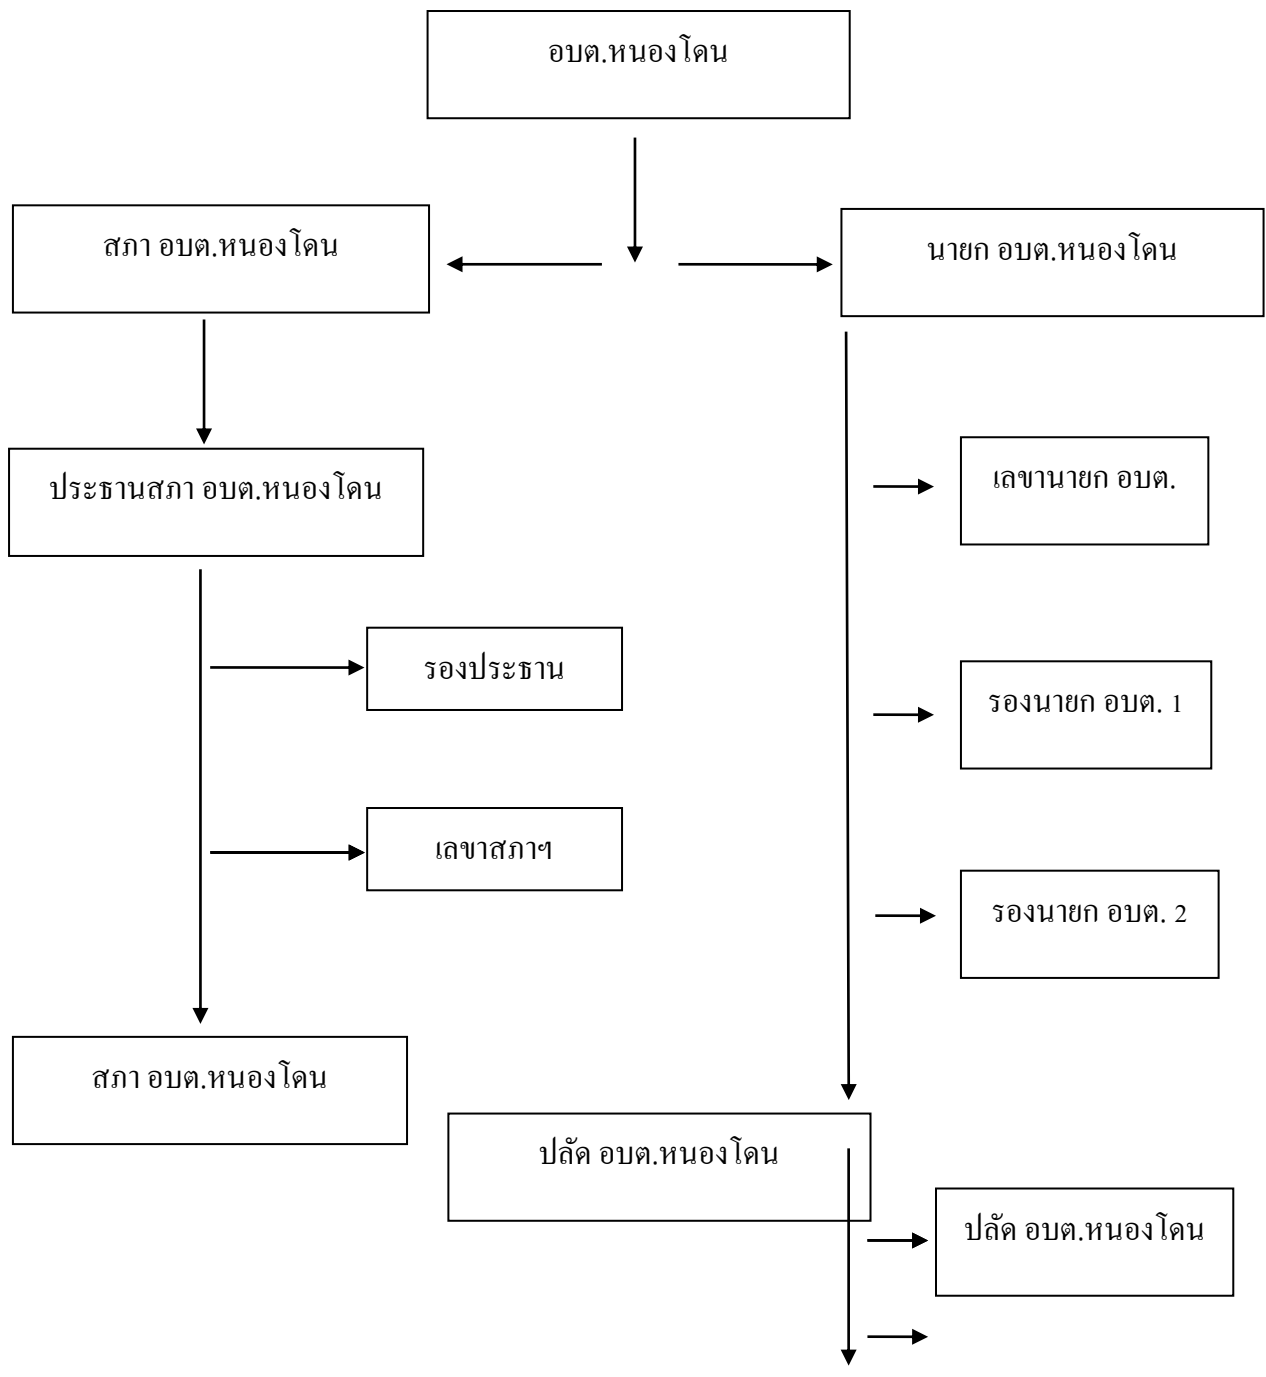 อบต.หนองโดน
สภา อบต.หนองโดน
นายก อบต.หนองโดน
ประธานสภา อบต.หนองโดน
เลขานายก อบต.
รองประธาน
รองนายก อบต. 1
เลขาสภาฯ
รองนายก อบต. 2
สภา อบต.หนองโดน
ปลัด อบต.หนองโดน
ปลัด อบต.หนองโดน